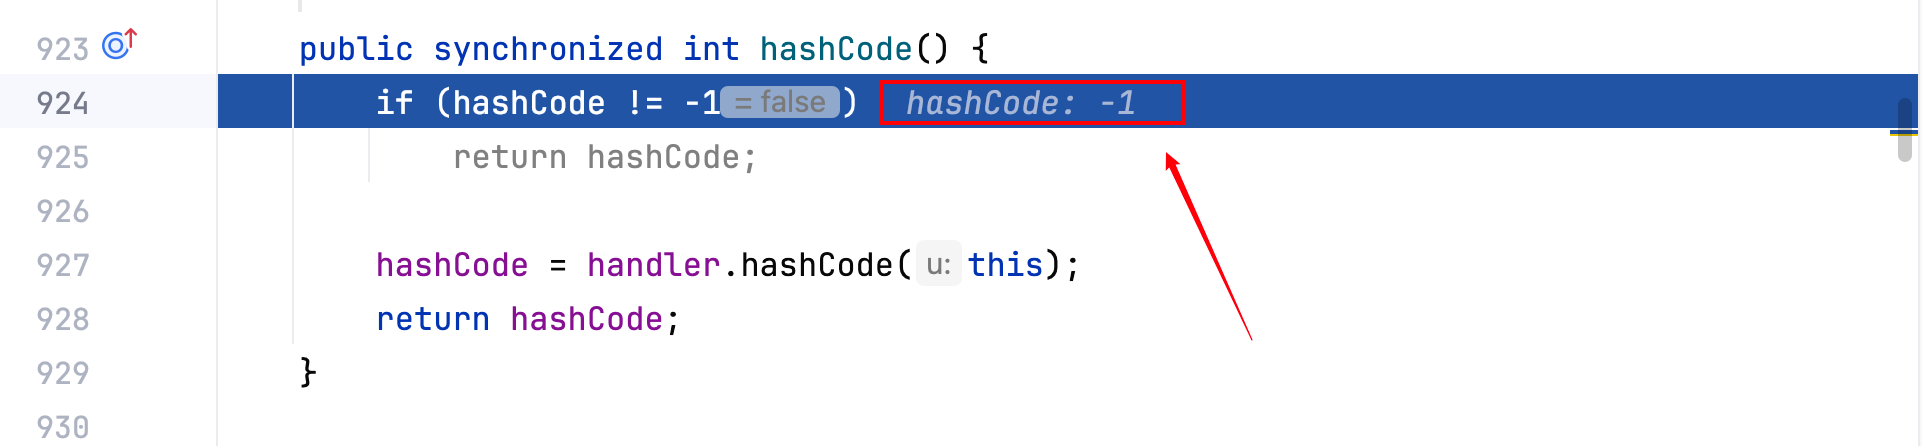 923 public synchronized int hashCode() {
924 if (hashCode != -1 = false ) hashCode: -1
925 return hashCode;
926
927 hashCode = handler.hashCode( u: this);
928 return hashCode;
929 }
930